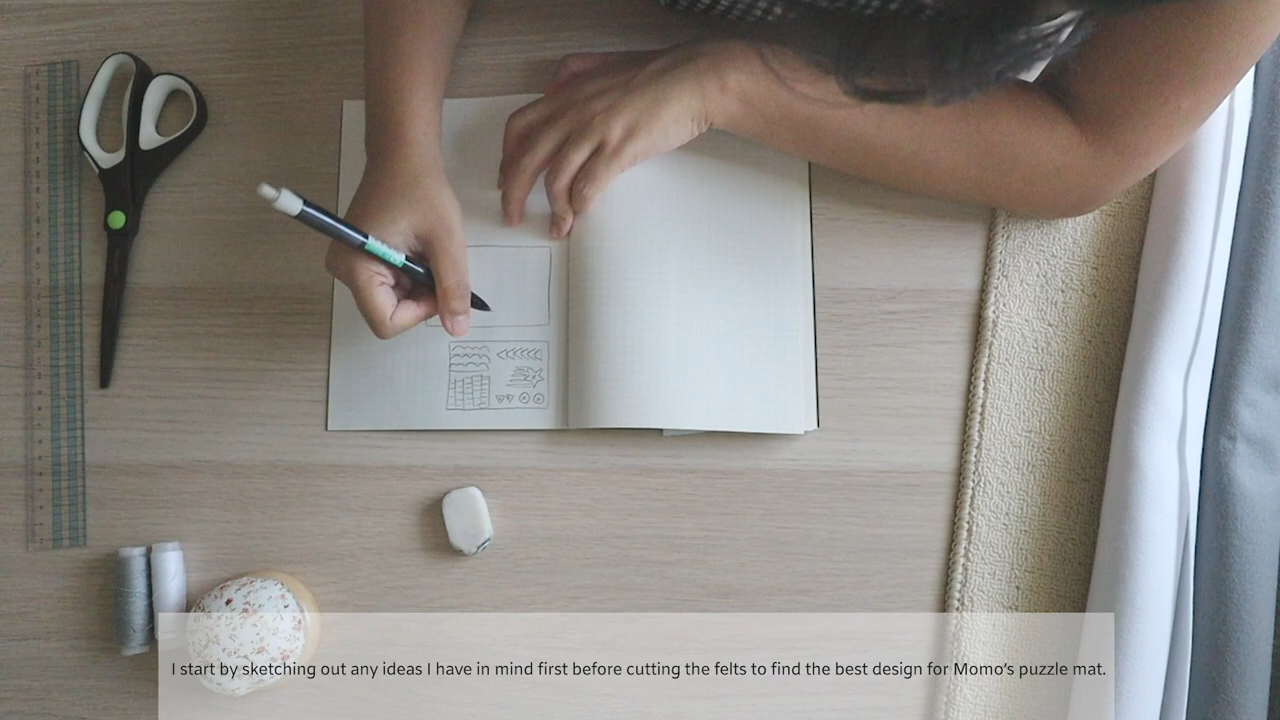 I start by sketching out any ideas I have in mind first before cutting the felts to find the best design for Momo's puzzle mat.